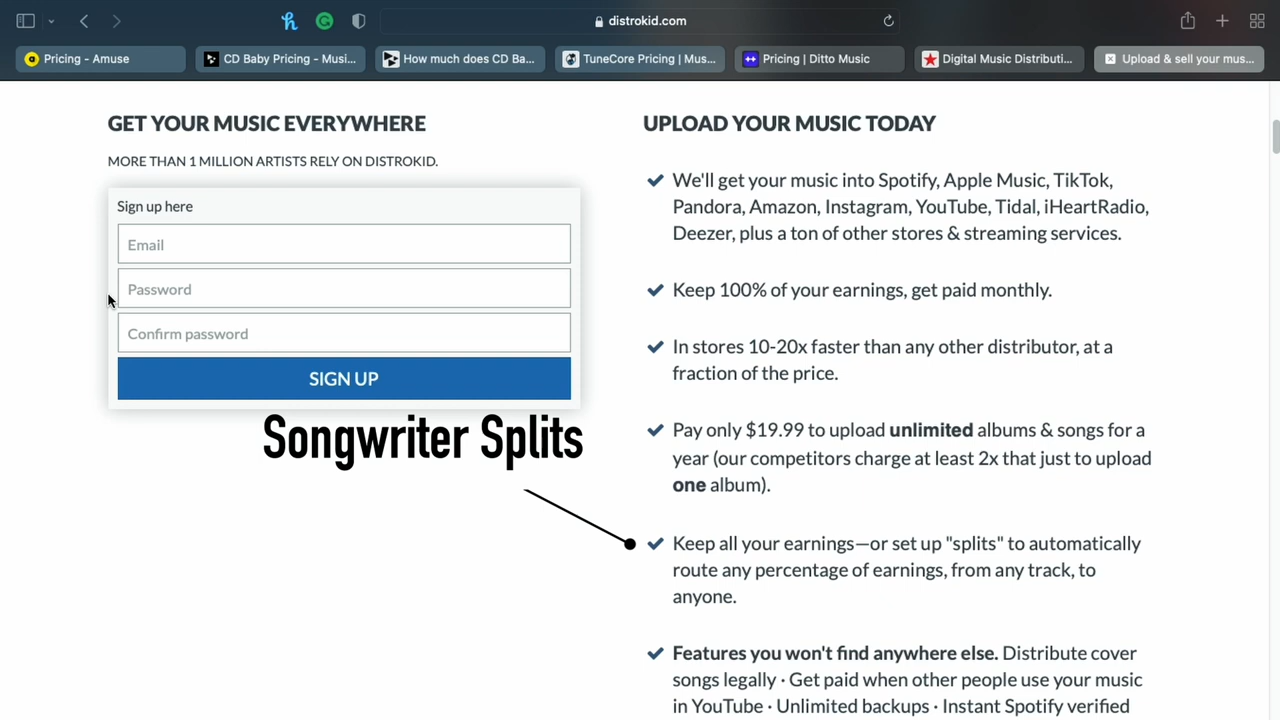 distrokid.com
Pricing - Amuse
CD Baby Pricing - Musi...
How much does CD Ba...
TuneCore Pricing | Mus...
Pricing | Ditto Music
Digital Music Distributi...
Upload & sell your mus...
GET YOUR MUSIC EVERYWHERE
MORE THAN 1 MILLION ARTISTS RELY ON DISTROKID.
Sign up here
Email
Password
Confirm password
SIGN UP
Songwriter Splits
UPLOAD YOUR MUSIC TODAY
We'll get your music into Spotify, Apple Music, TikTok,
Pandora, Amazon, Instagram, YouTube, Tidal, iHeartRadio,
Deezer, plus a ton of other stores & streaming services.
Keep 100% of your earnings, get paid monthly.
In stores 10-20x faster than any other distributor, at a
fraction of the price.
Pay only $19.99 to upload unlimited albums & songs for a
year (our competitors charge at least 2x that just to upload
one album).
Keep all your earnings—or set up "splits" to automatically
route any percentage of earnings, from any track, to
anyone.
Features you won't find anywhere else. Distribute cover
songs legally · Get paid when other people use your music
in YouTube · Unlimited backups · Instant Spotify verified